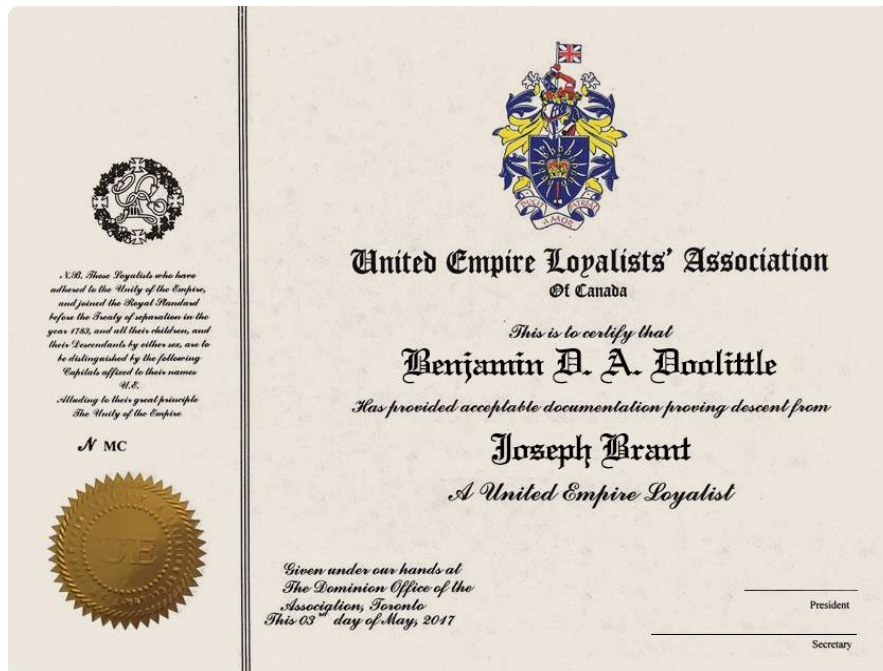 N.B. Those Loyalists who have
adhered to the Unity of the Empire,
and joined the Royal Standard
before the Treaty of separation in the
year 1783, and all their children, and
their Descendants by either sex, are to
be distinguished by the following
Capitals affixed to their names
U.E.
Alluding to their great principle
The Unity of the Empire
N MC
UE
DULCIS PATRIAE
AMOR
United Empire Loyalists' Association
Of Canada
This is to certify that
Benjamin D. A. Doolittle
Has provided acceptable documentation proving descent from
Joseph Brant
A United Empire Loyalist
Given under our hands at
The Dominion Office of the
Association, Toronto
This 03rd day of May, 2017
President
Secretary